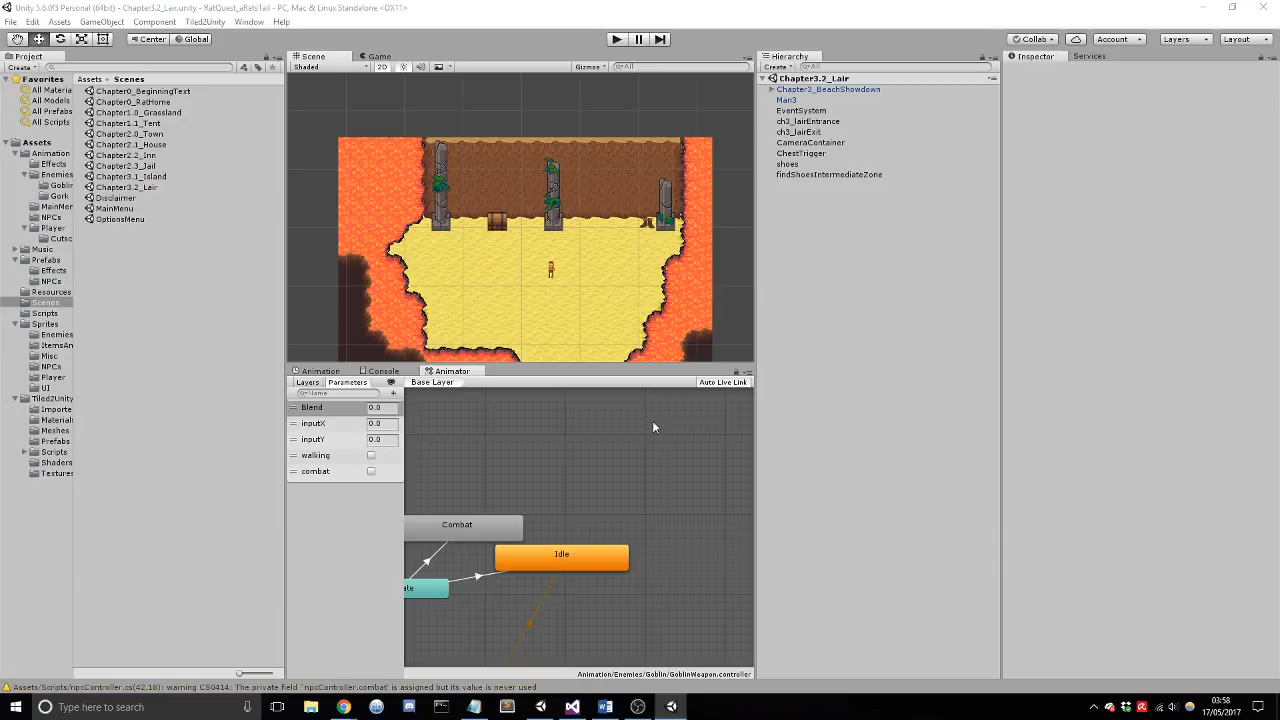 Unity 5.6.0f3 Personal (64bit) - Chapter3.2_Lair.unity - RatQuest_aRatsTail - PC, Mac & Linux Standalone <DX11>
File Edit Assets GameObject Component Tiled2Unity Window Help
Center Global Collab Account Layers Layout
Project Scene Game Hierarchy Inspector Services
Create Shaded 2D Gizmos All Create All
Favorites
All Materia
All Models
All Prefabs
All Scripts
Assets
Animation
Effects
Enemies
Goblin
Gork
MainMen
NPCs
Player
Cutsc
Music
Prefabs
Effects
NPCs
Resources
Scenes
Scripts
Sprites
Enemies
ItemsAn
Misc
NPCs
Player
UI
Tiled2Unity
Importe
Materials
Meshes
Prefabs
Scripts
Shaders
Textures
Assets Scenes
Chapter0_BeginningText
Chapter0_RatHome
Chapter1.0_Grassland
Chapter1.1_Tent
Chapter2.0_Town
Chapter2.1_House
Chapter2.2_Inn
Chapter2.3_Jail
Chapter3.1_Island
Chapter3.2_Lair
Disclaimer
MainMenu
OptionsMenu
Chapter3.2_Lair
Chapter3_BeachShowdown
Man3
EventSystem
ch3_lairEntrance
ch3_lairExit
CameraContainer
ChestTrigger
shoes
findShoesIntermediateZone
Animation Console Animator
Layers Parameters Base Layer Auto Live Link
Name
Blend 0.0
inputX 0.0
inputY 0.0
walking
combat
Combat
Idle
ate
Animation/Enemies/Goblin/GoblinWeapon.controller
Assets/Scripts/npcController.cs(42,18): warning CS0414: The private field `npcController.combat' is assigned but its value is never used
Type here to search
03:58
17/05/2017